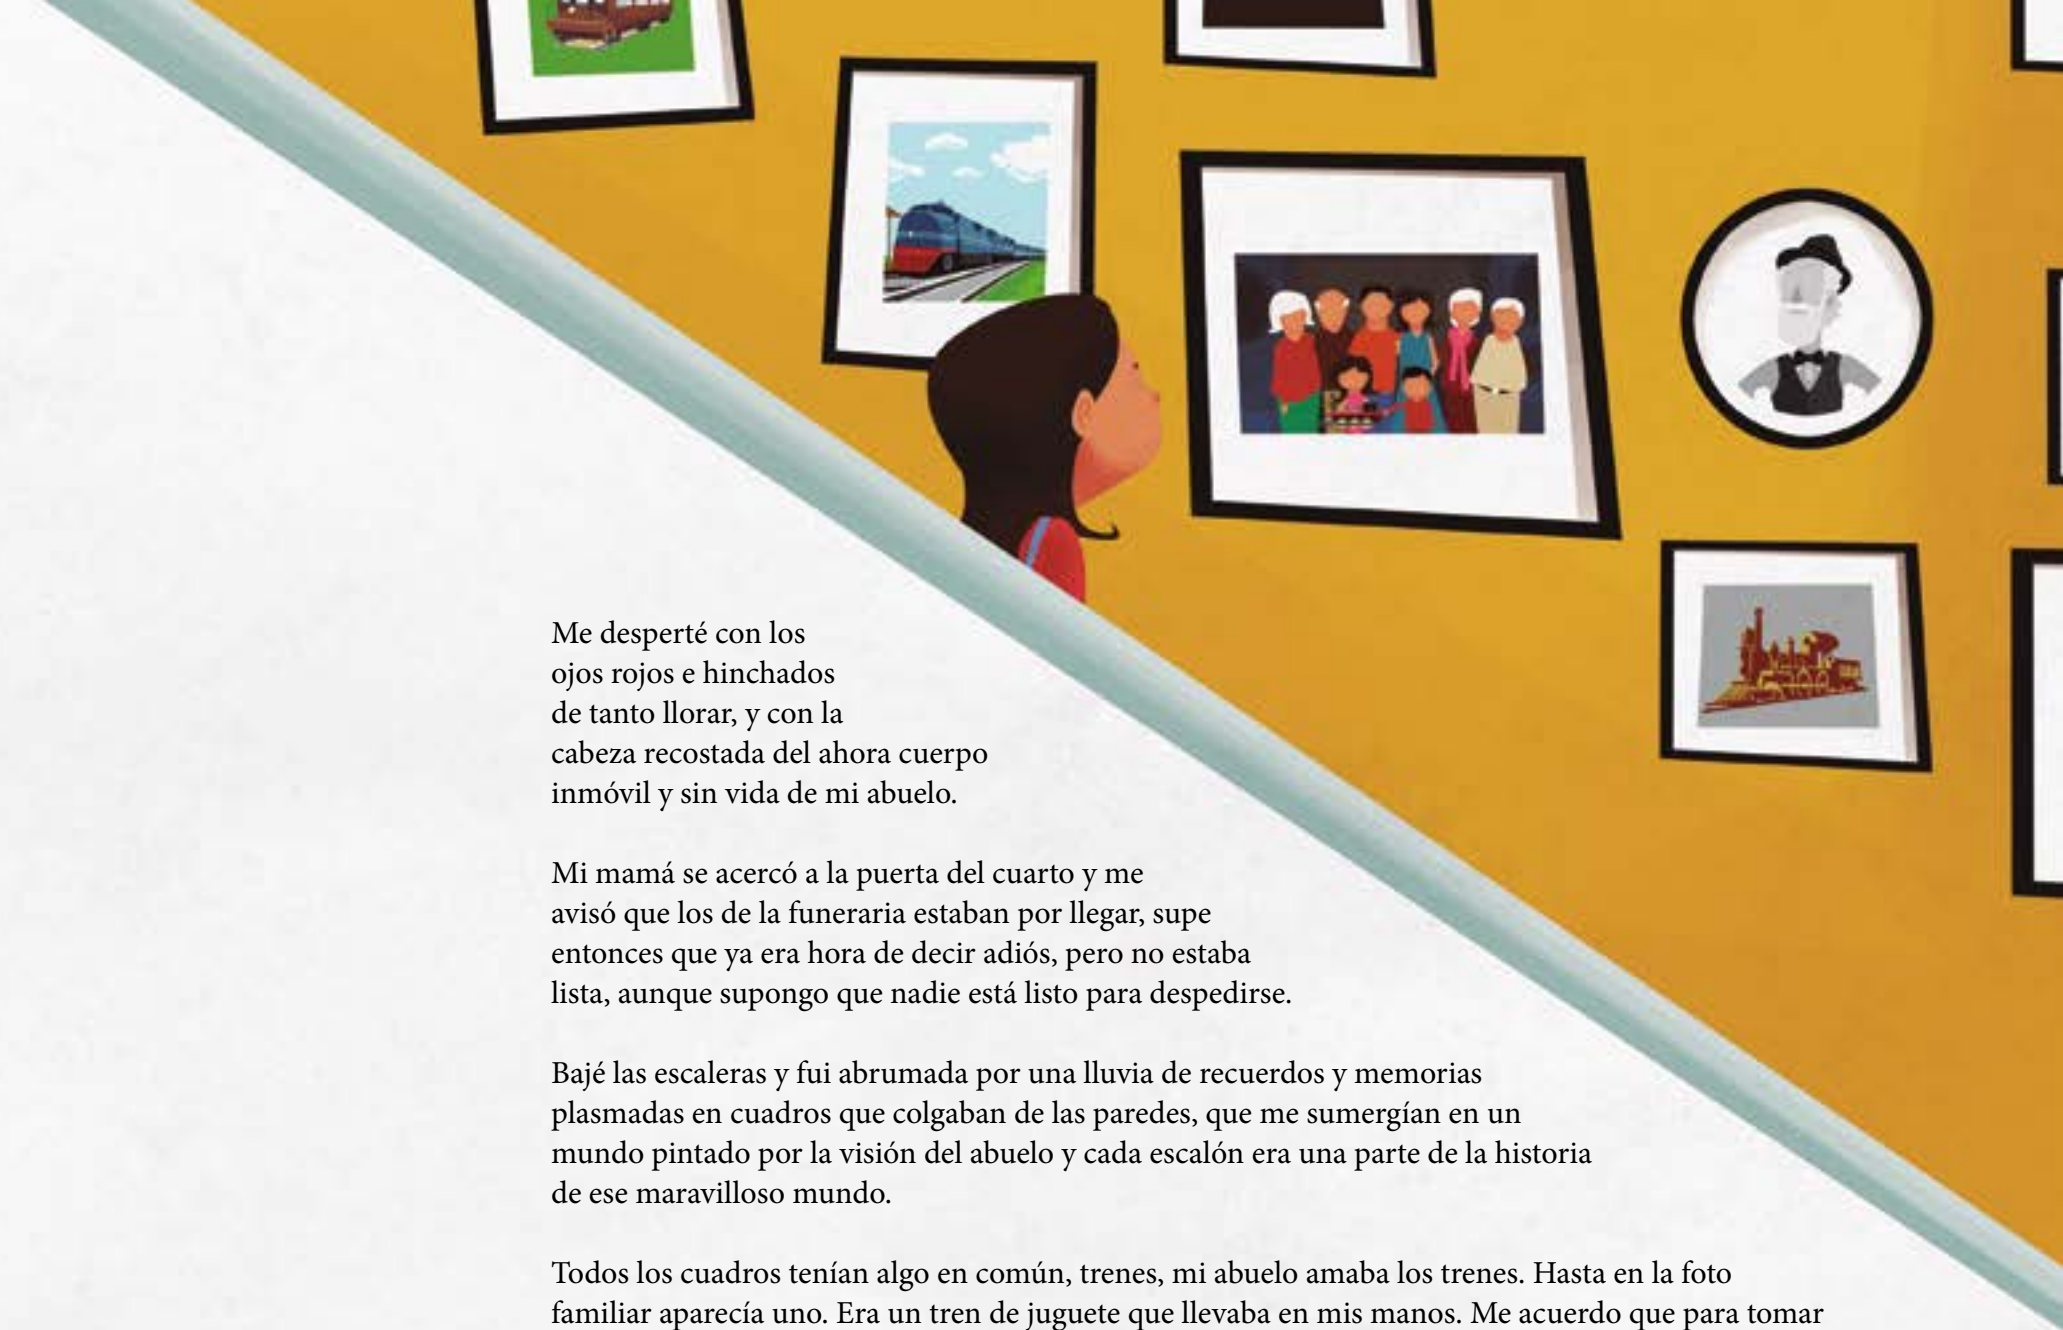 Me desperté con los
ojos rojos e hinchados
de tanto llorar, y con la
cabeza recostada del ahora cuerpo
inmóvil y sin vida de mi abuelo.
Mi mamá se acercó a la puerta del cuarto y me
avisó que los de la funeraria estaban por llegar, supe
entonces que ya era hora de decir adiós, pero no estaba
lista, aunque supongo que nadie está listo para despedirse.
Bajé las escaleras y fui abrumada por una lluvia de recuerdos y memorias
plasmadas en cuadros que colgaban de las paredes, que me sumergían en un
mundo pintado por la visión del abuelo y cada escalón era una parte de la historia
de ese maravilloso mundo.
Todos los cuadros tenían algo en común, trenes, mi abuelo amaba los trenes. Hasta en la foto
familiar aparecía uno. Era un tren de juguete que llevaba en mis manos. Me acuerdo que para tomar